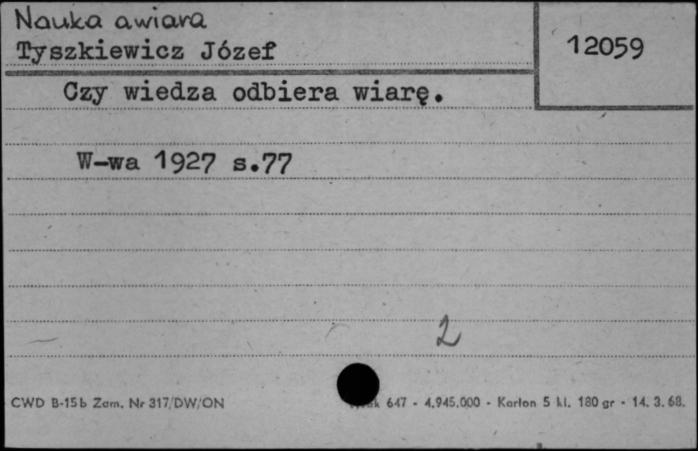 Nauka a wiara
Tyszkiewicz Józef
12059
Czy wiedza odbiera wiarę.
W-wa 1927 s.77
2
CWD B-15b Zam. Nr 317/DW/ON
647 - 4.945.000 - Karton 5 kl. 180 gr - 14. 3. 68.